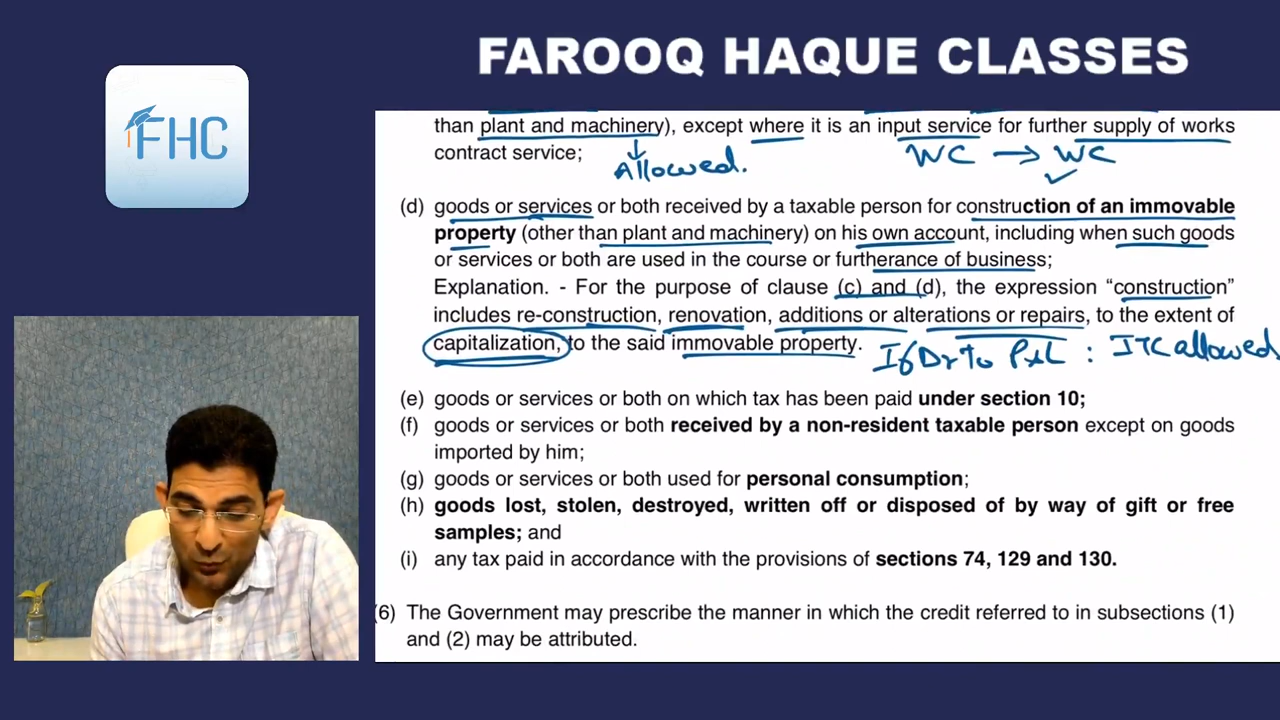 FAROOQ HAQUE CLASSES
FHC
than plant and machinery), except where it is an input service for further supply of works
contract service;
Allowed.
WC → WC ✓
(d) goods or services or both received by a taxable person for construction of an immovable
property (other than plant and machinery) on his own account, including when such goods
or services or both are used in the course or furtherance of business;
Explanation. - For the purpose of clause (c) and (d), the expression “construction”
includes re-construction, renovation, additions or alterations or repairs, to the extent of
capitalization, to the said immovable property.
If Dr To P&L : ITC allowed
(e) goods or services or both on which tax has been paid under section 10;
(f) goods or services or both received by a non-resident taxable person except on goods
imported by him;
(g) goods or services or both used for personal consumption;
(h) goods lost, stolen, destroyed, written off or disposed of by way of gift or free
samples; and
(i) any tax paid in accordance with the provisions of sections 74, 129 and 130.
6) The Government may prescribe the manner in which the credit referred to in subsections (1)
and (2) may be attributed.